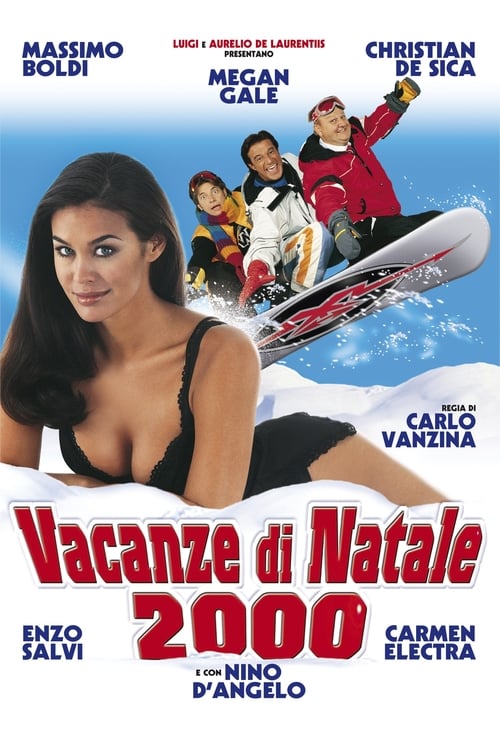 MASSIMO
BOLDI
LUIGI E AURELIO DE LAURENTIIS
PRESENTANO
MEGAN
GALE
CHRISTIAN
DE SICA
REGIA DI
CARLO
VANZINA
Vacanze di Natale
2000
ENZO
SALVI
E CON NINO
D'ANGELO
CARMEN
ELECTRA